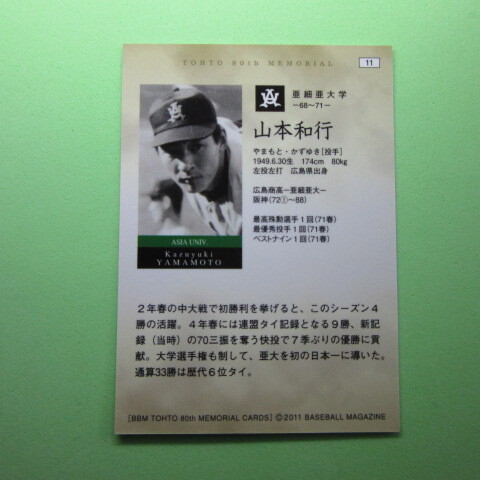 TOHTO 80th MEMORIAL
11
亜細亜大学
−68〜71−
山本和行
やまもと・かずゆき[投手]
1949.6.30生 174cm 80kg
左投左打 広島県出身
広島商高ー亜細亜大ー
阪神(72①〜88)
最高殊勲選手1回(71春)
最優秀投手1回(71春)
ベストナイン1回(71春)
ASIA UNIV.
Kazuyuki
YAMAMOTO
2年春の中大戦で初勝利を挙げると、このシーズン4
勝の活躍。4年春には連盟タイ記録となる9勝、新記
録(当時)の70三振を奪う快投で7季ぶりの優勝に貢
献。大学選手権も制して、亜大を初の日本一に導いた。
通算33勝は歴代6位タイ。
[BBM TOHTO 80th MEMORIAL CARDS] ©2011 BASEBALL MAGAZINE